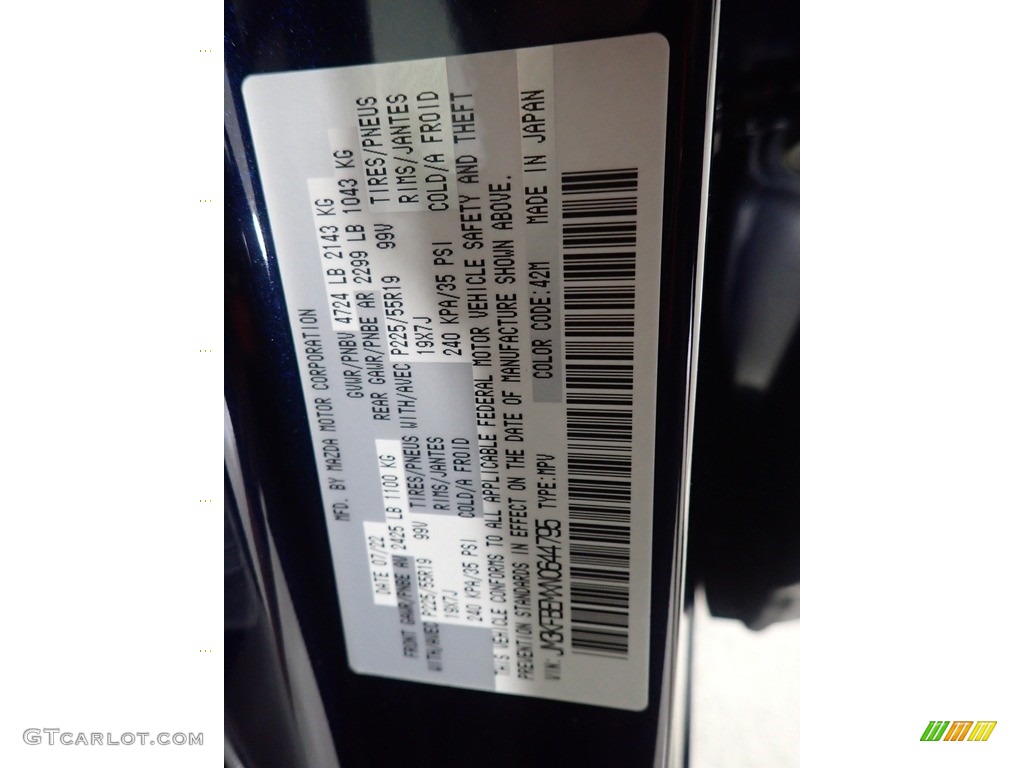 MFD. BY MAZDA MOTOR CORPORATION
DATE 07/22 GVWR/PNBV 4724 LB 2143 KG
FRONT GAWR/PNBE AV 2425 LB 1100 KG REAR GAWR/PNBE AR 2299 LB 1043 KG
WITH/AVEC P225/55R19 99V TIRES/PNEUS WITH/AVEC P225/55R19 99V TIRES/PNEUS
19X7J RIMS/JANTES 19X7J RIMS/JANTES
240 KPA/35 PSI COLD/A FROID 240 KPA/35 PSI COLD/A FROID
THIS VEHICLE CONFORMS TO ALL APPLICABLE FEDERAL MOTOR VEHICLE SAFETY AND THEFT
PREVENTION STANDARDS IN EFFECT ON THE DATE OF MANUFACTURE SHOWN ABOVE.
VIN: JM3KFBEMXN0644795 TYPE:MPV COLOR CODE:42M MADE IN JAPAN
GTCarlot.com